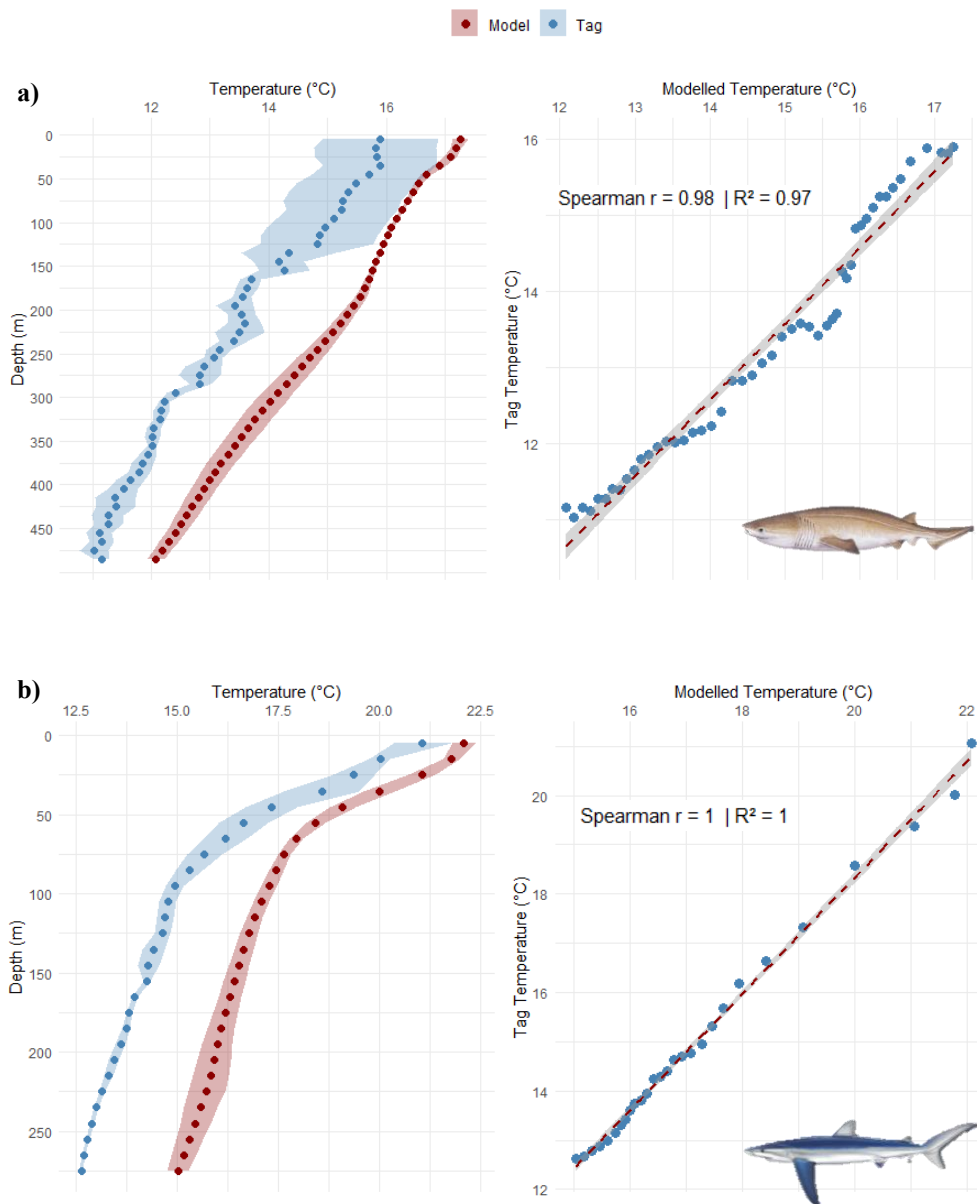 Model Tag
a)
Temperature (°C)
12 14 16
0
50
100
150
200
250
300
350
400
450
Depth (m)
Modelled Temperature (°C)
12 13 14 15 16 17
16
14
12
Tag Temperature (°C)
Spearman r = 0.98 | R² = 0.97
b)
Temperature (°C)
12.5 15.0 17.5 20.0 22.5
0
50
100
150
200
250
Depth (m)
Modelled Temperature (°C)
16 18 20 22
20
18
16
14
12
Tag Temperature (°C)
Spearman r = 1 | R² = 1